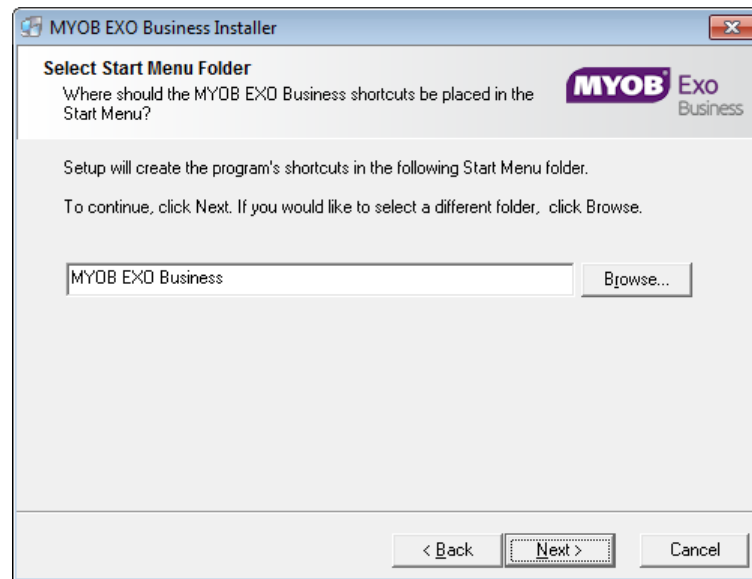 MYOB EXO Business Installer
Select Start Menu Folder
Where should the MYOB EXO Business shortcuts be placed in the
Start Menu?
MYOB Exo
Business
Setup will create the program's shortcuts in the following Start Menu folder.
To continue, click Next. If you would like to select a different folder, click Browse.
MYOB EXO Business
Browse...
< Back
Next >
Cancel